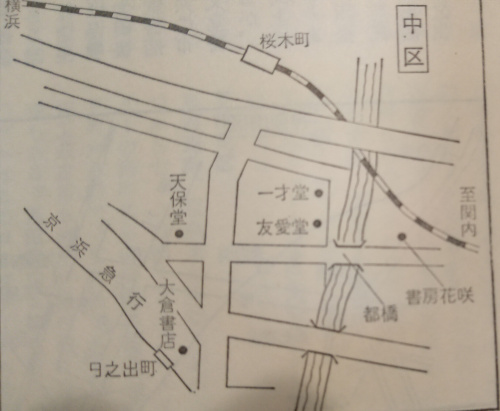 横浜
桜木町
中区
一才堂
友愛堂
天保堂
至関内
京浜急行
大倉書店
書房花咲
都橋
日之出町